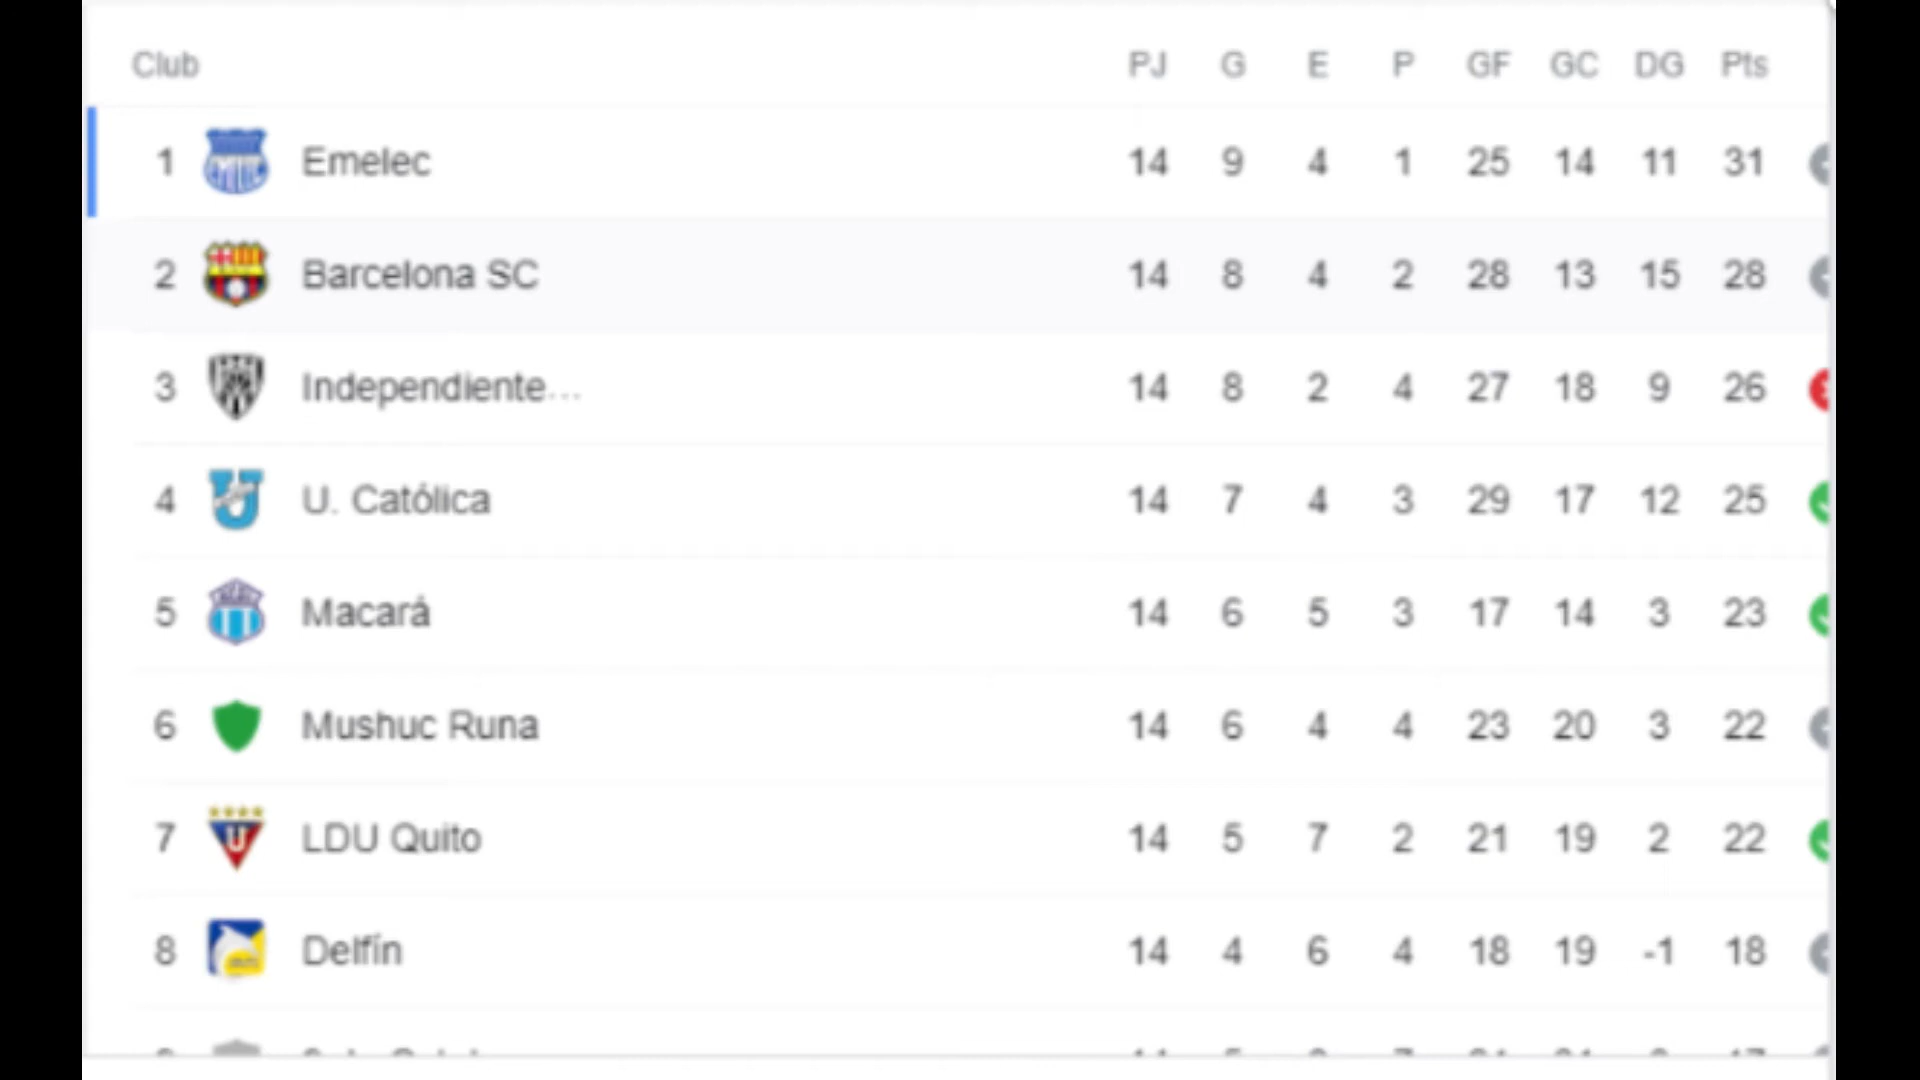 Club PJ G E P GF GC DG Pts
1 Emelec 14 9 4 1 25 14 11 31
2 Barcelona SC 14 8 4 2 28 13 15 28
3 Independiente... 14 8 2 4 27 18 9 26
4 U. Católica 14 7 4 3 29 17 12 25
5 Macará 14 6 5 3 17 14 3 23
6 Mushuc Runa 14 6 4 4 23 20 3 22
7 LDU Quito 14 5 7 2 21 19 2 22
8 Delfín 14 4 6 4 18 19 -1 18